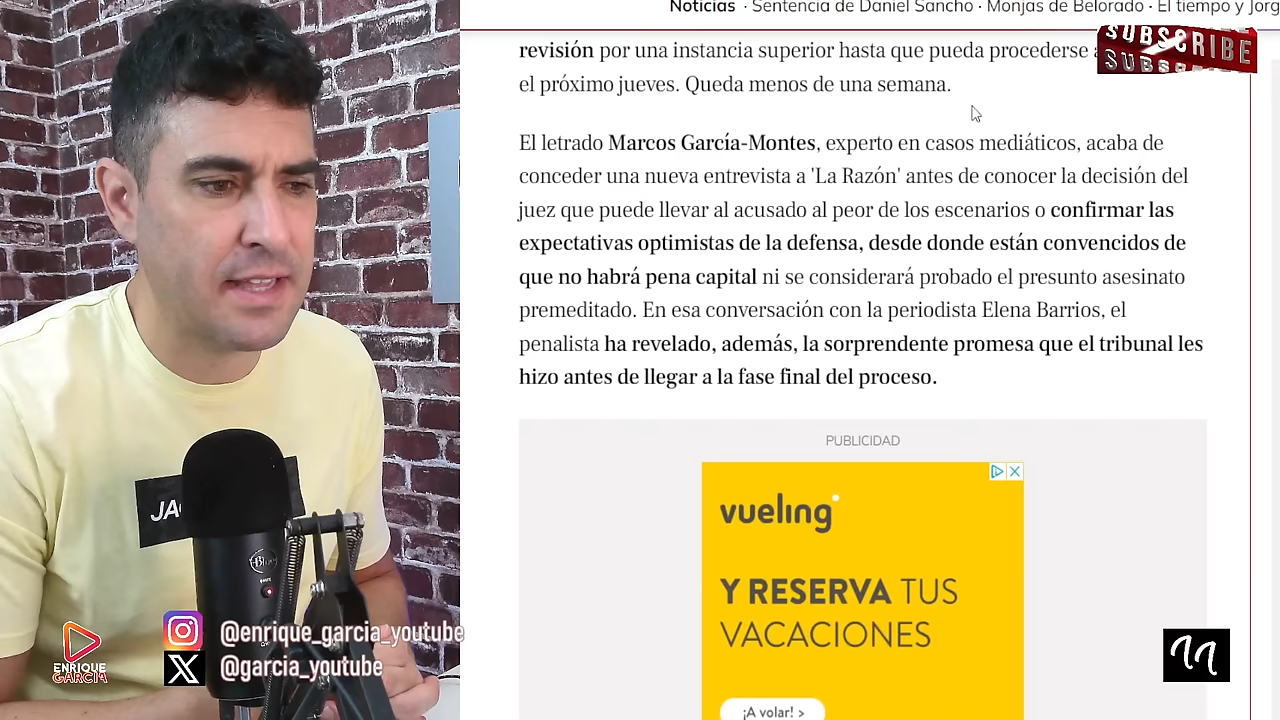 Noticias · Sentencia de Daniel Sancho · Monjas de Belorado · El tiempo y Jorg
SUBSCRIBE
revisión por una instancia superior hasta que pueda procederse
el próximo jueves. Queda menos de una semana.
El letrado Marcos García-Montes, experto en casos mediáticos, acaba de
conceder una nueva entrevista a 'La Razón' antes de conocer la decisión del
juez que puede llevar al acusado al peor de los escenarios o confirmar las
expectativas optimistas de la defensa, desde donde están convencidos de
que no habrá pena capital ni se considerará probado el presunto asesinato
premeditado. En esa conversación con la periodista Elena Barrios, el
penalista ha revelado, además, la sorprendente promesa que el tribunal les
hizo antes de llegar a la fase final del proceso.
PUBLICIDAD
vueling
Y RESERVA TUS
VACACIONES
¡A volar! >
JA
Blue
@enrique_garcia_youtube
@garcia_youtube
ENRIQUE
GARCIA